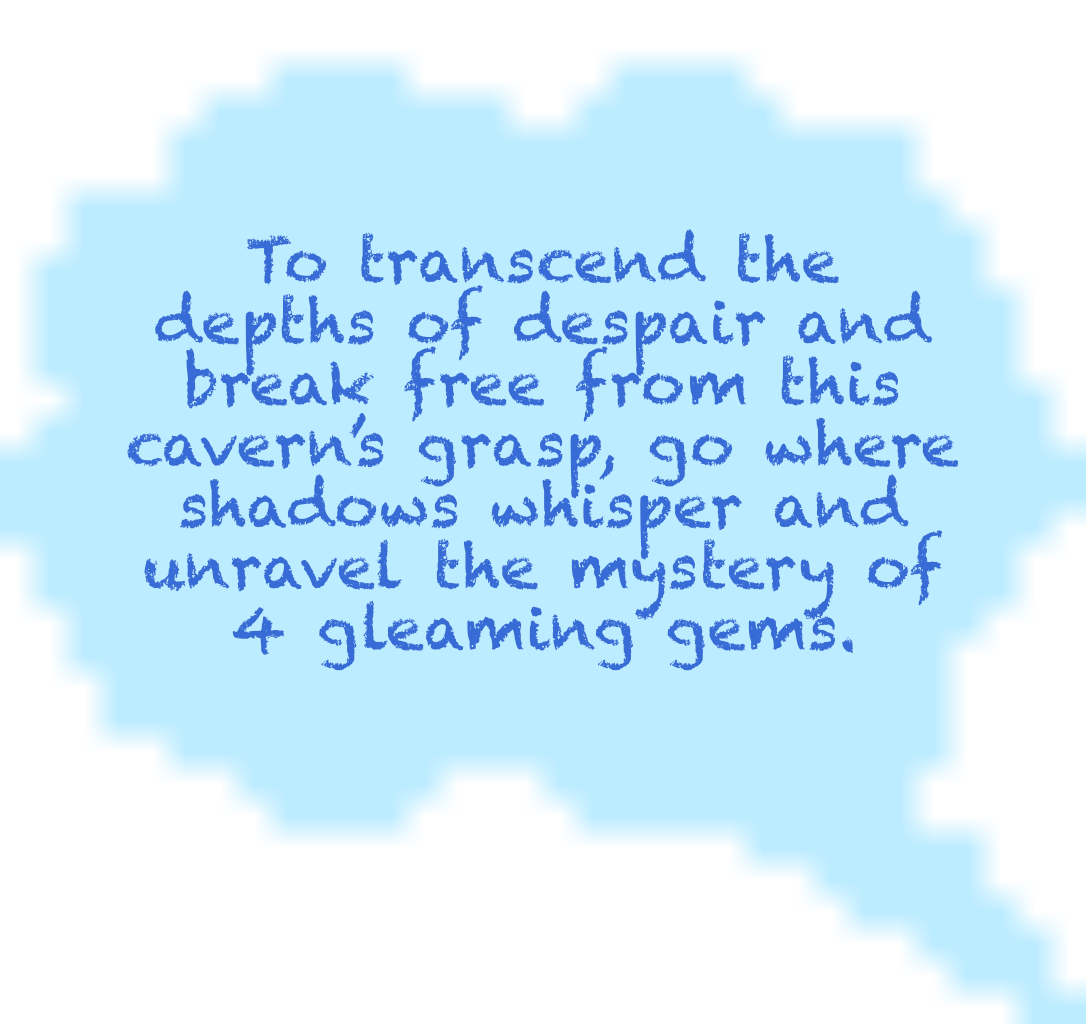 To transcend the
depths of despair and
break free from this
cavern's grasp, go where
shadows whisper and
unravel the mystery of
4 gleaming gems.